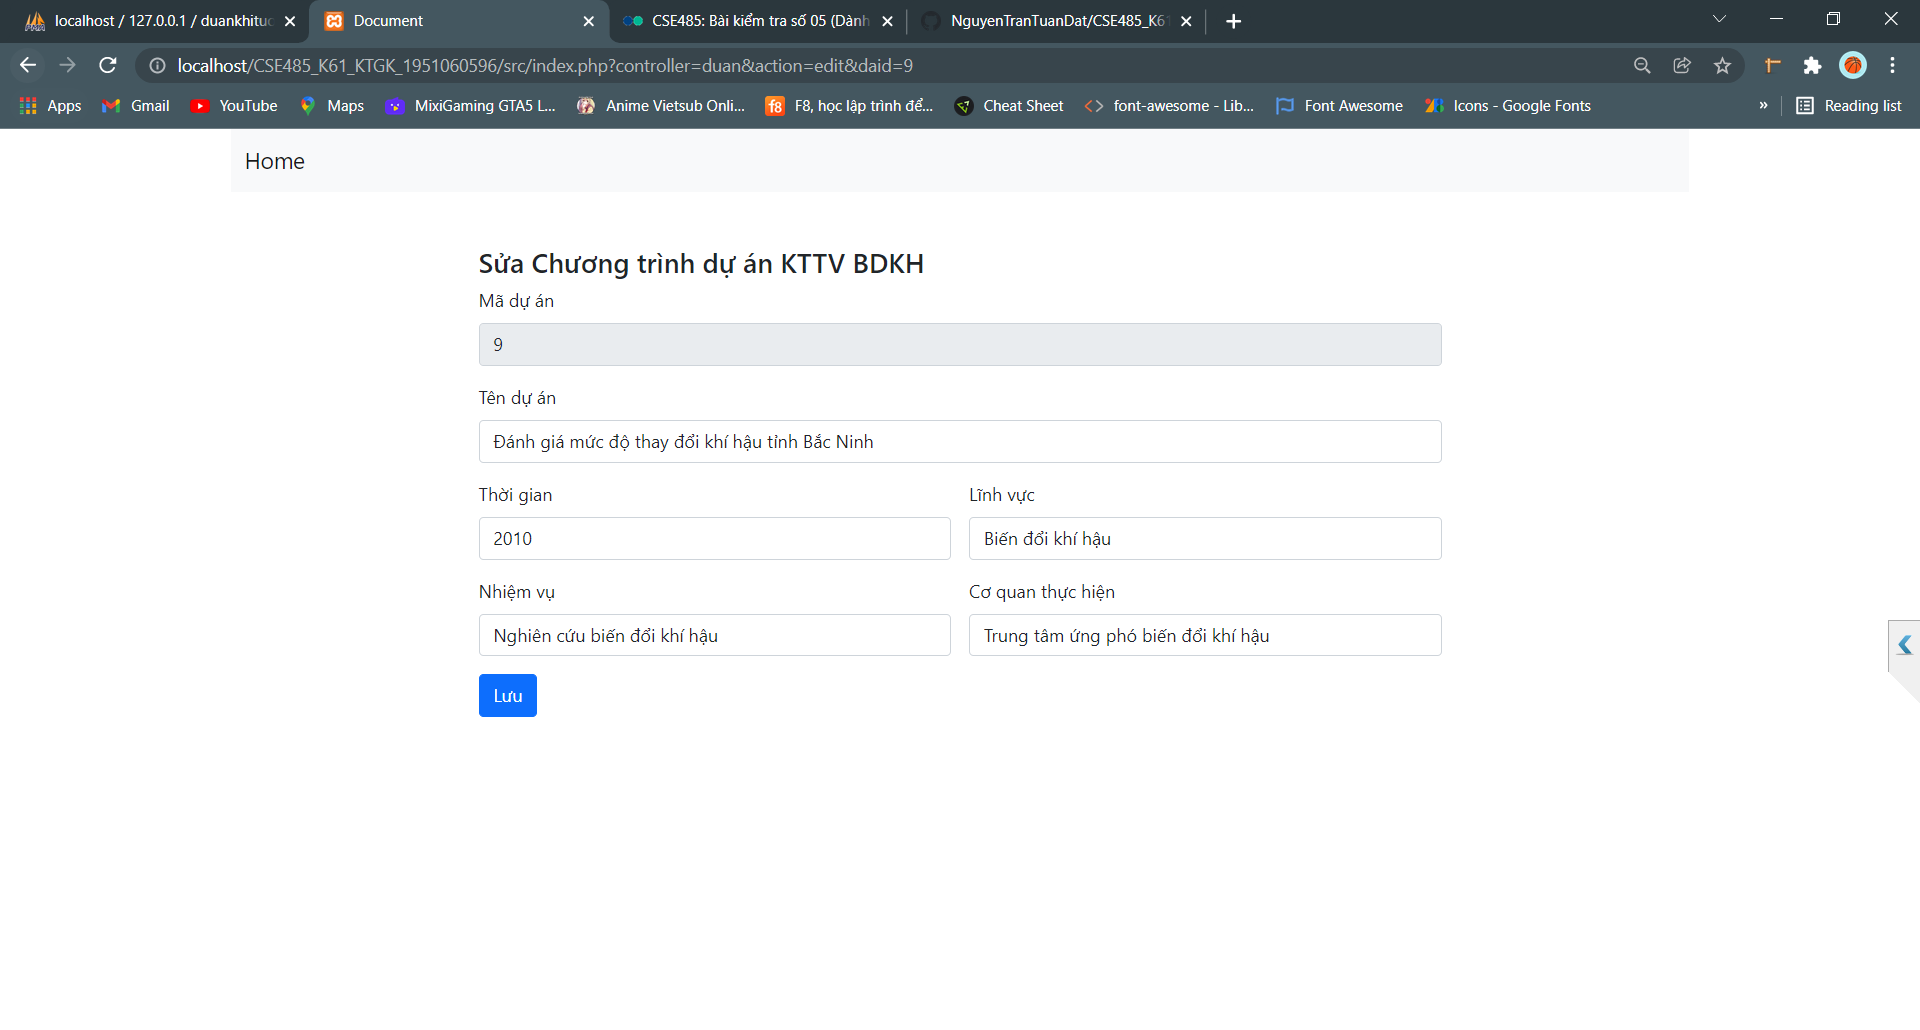 localhost / 127.0.0.1 / duankhituc
Document
CSE485: Bài kiểm tra số 05 (Dành
NguyenTranTuanDat/CSE485_K61
localhost/CSE485_K61_KTGK_1951060596/src/index.php?controller=duan&action=edit&daid=9
Apps
Gmail
YouTube
Maps
MixiGaming GTA5 L...
Anime Vietsub Onli...
F8, học lập trình để...
Cheat Sheet
font-awesome - Lib...
Font Awesome
Icons - Google Fonts
»
Reading list
Home
Sửa Chương trình dự án KTTV BDKH
Mã dự án
9
Tên dự án
Đánh giá mức độ thay đổi khí hậu tỉnh Bắc Ninh
Thời gian
Lĩnh vực
2010
Biến đổi khí hậu
Nhiệm vụ
Cơ quan thực hiện
Nghiên cứu biến đổi khí hậu
Trung tâm ứng phó biến đổi khí hậu
Lưu